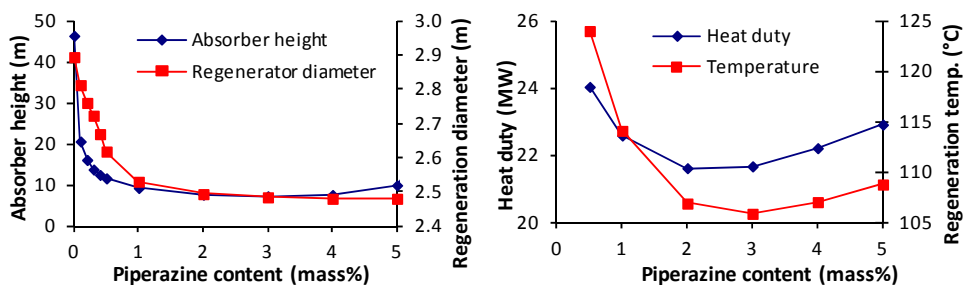 Absorber height (m)
50
40
30
20
10
0
Absorber height
Regenerator diameter
3.0
2.9
2.8
2.7
2.6
2.5
2.4
Regeneration diameter (m)
0 1 2 3 4 5
Piperazine content (mass%)
Heat duty (MW)
26
24
22
20
Heat duty
Temperature
125
120
115
110
105
Regeneration temp. (°C)
0 1 2 3 4 5
Piperazine content (mass%)